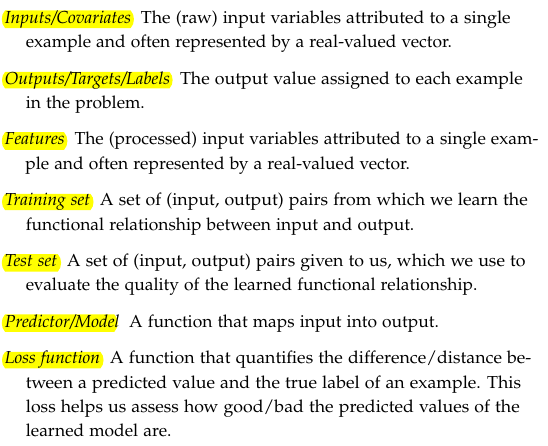 Inputs/Covariates The (raw) input variables attributed to a single
example and often represented by a real-valued vector.
Outputs/Targets/Labels The output value assigned to each example
in the problem.
Features The (processed) input variables attributed to a single exam-
ple and often represented by a real-valued vector.
Training set A set of (input, output) pairs from which we learn the
functional relationship between input and output.
Test set A set of (input, output) pairs given to us, which we use to
evaluate the quality of the learned functional relationship.
Predictor/Model A function that maps input into output.
Loss function A function that quantifies the difference/distance be-
tween a predicted value and the true label of an example. This
loss helps us assess how good/bad the predicted values of the
learned model are.